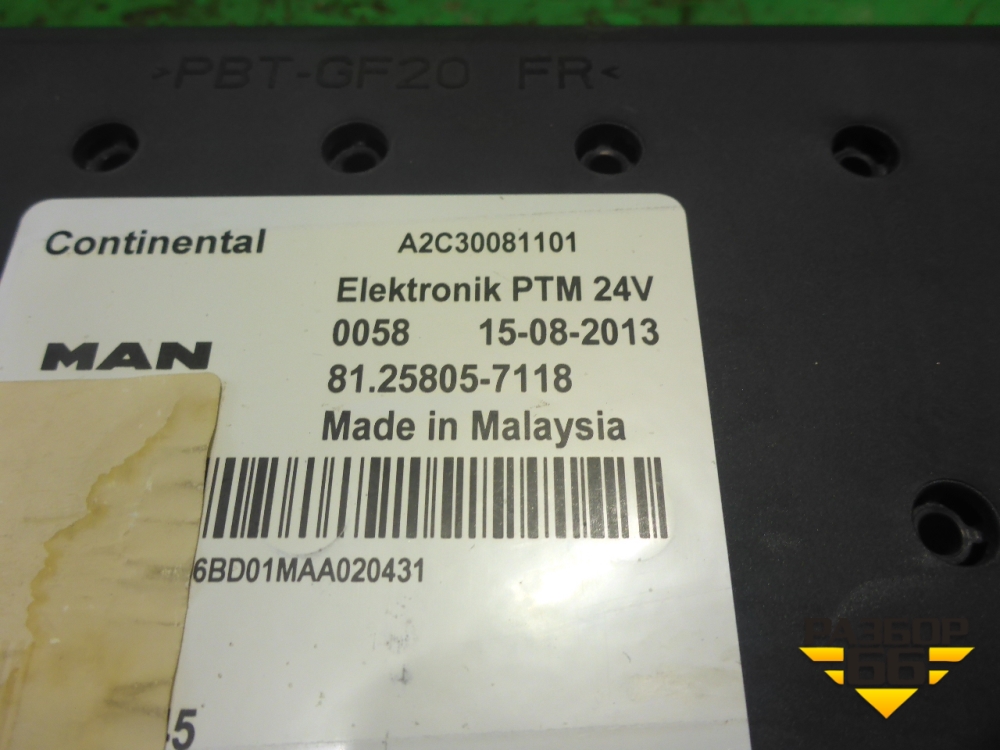 >PBT-GF20 FR<
Continental A2C30081101
Elektronik PTM 24V
0058 15-08-2013
MAN
81.25805-7118
Made in Malaysia
6BD01MAA020431
5
РАЗБОР
66